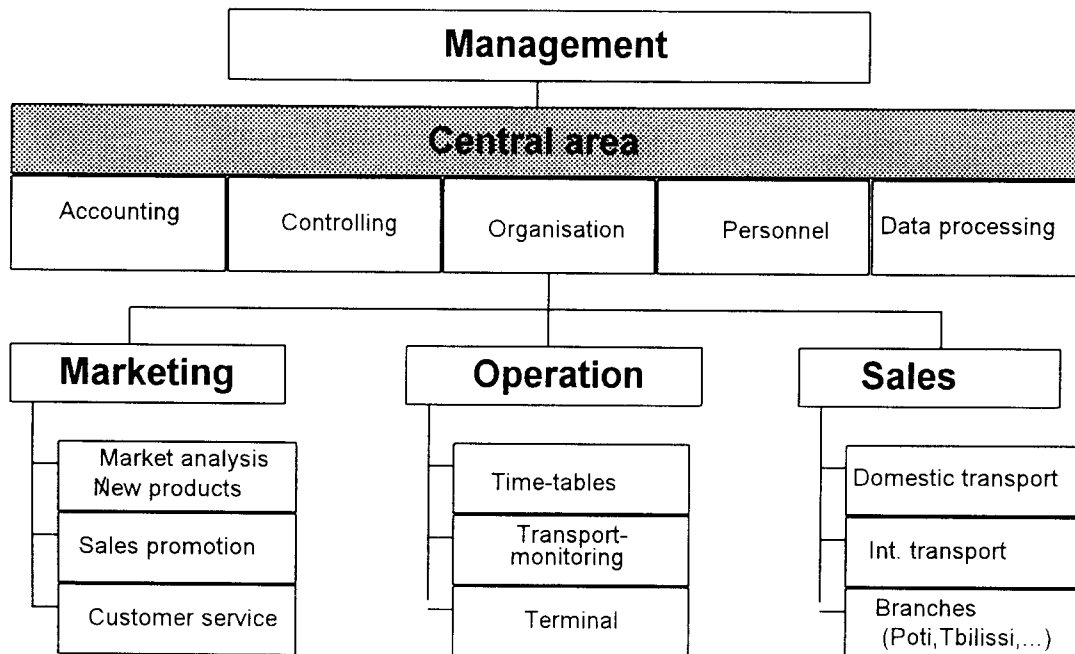 Management
Central area
Accounting
Controlling
Organisation
Personnel
Data processing
Marketing
Operation
Sales
Market analysis
New products
Sales promotion
Customer service
Time-tables
Transport-
monitoring
Terminal
Domestic transport
Int. transport
Branches
(Poti,Tbilissi,...)